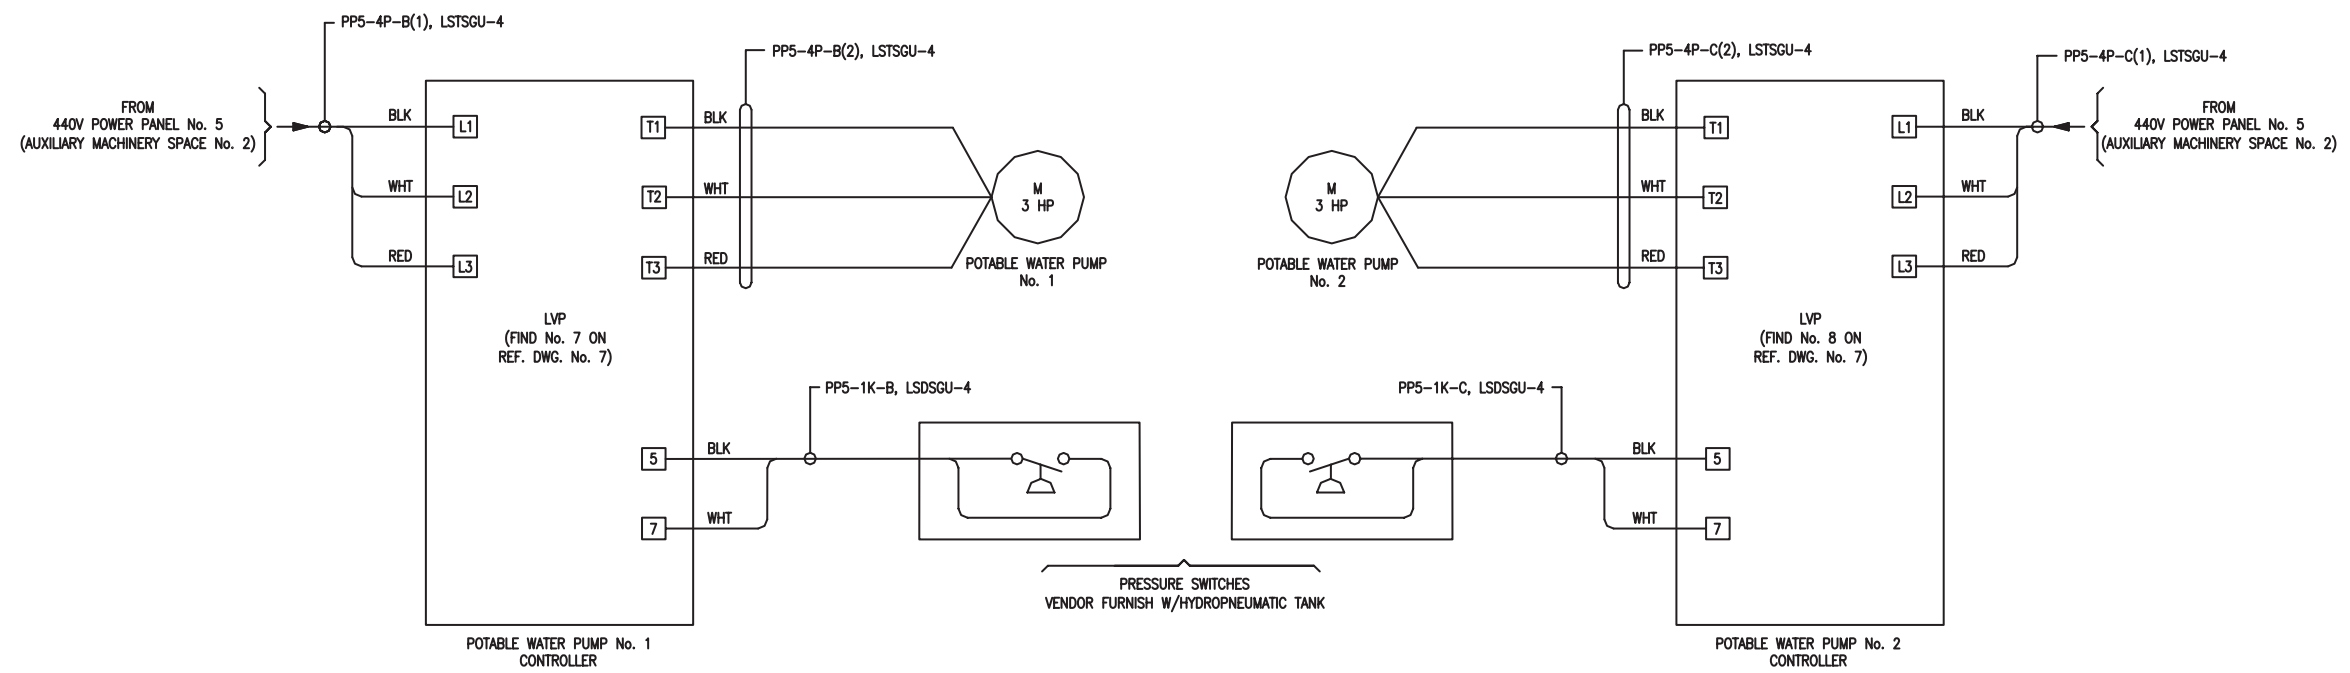 PP5-4P-B(1), LSTSGU-4
PP5-4P-B(2), LSTSGU-4
PP5-4P-C(2), LSTSGU-4
PP5-4P-C(1), LSTSGU-4
FROM
440V POWER PANEL No. 5
(AUXILIARY MACHINERY SPACE No. 2)
BLK
WHT
RED
L1
L2
L3
T1
T2
T3
BLK
WHT
RED
M
3 HP
POTABLE WATER PUMP
No. 1
M
3 HP
POTABLE WATER PUMP
No. 2
BLK
WHT
RED
T1
T2
T3
L1
L2
L3
BLK
WHT
RED
FROM
440V POWER PANEL No. 5
(AUXILIARY MACHINERY SPACE No. 2)
LVP
(FIND No. 7 ON
REF. DWG. No. 7)
LVP
(FIND No. 8 ON
REF. DWG. No. 7)
PP5-1K-B, LSDSGU-4
PP5-1K-C, LSDSGU-4
5
BLK
7
WHT
BLK
5
WHT
7
PRESSURE SWITCHES
VENDOR FURNISH W/HYDROPNEUMATIC TANK
POTABLE WATER PUMP No. 1
CONTROLLER
POTABLE WATER PUMP No. 2
CONTROLLER